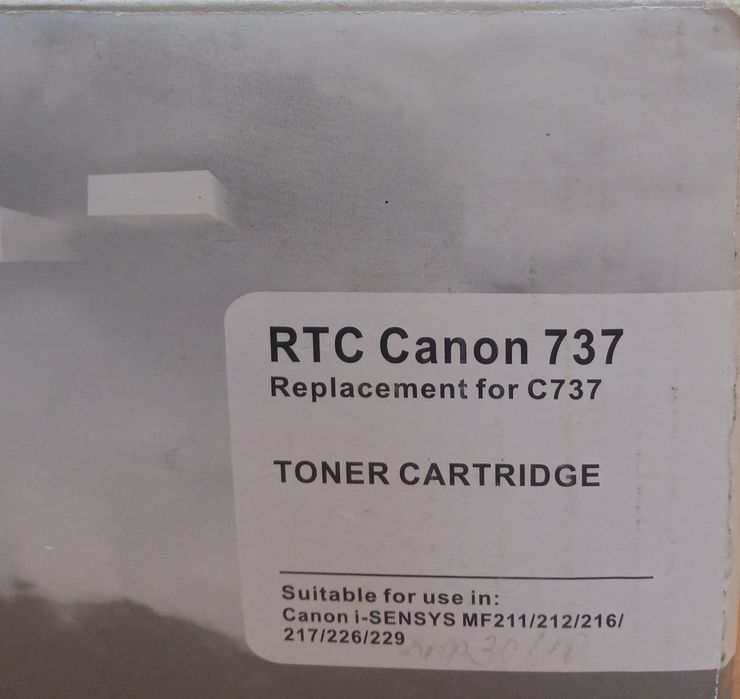 RTC Canon 737
Replacement for C737
TONER CARTRIDGE
Suitable for use in:
Canon i-SENSYS MF211/212/216/
217/226/229